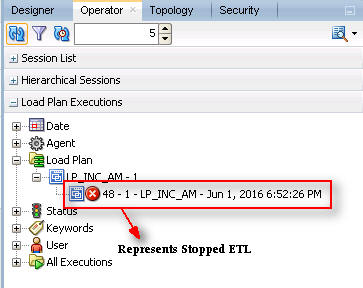 Designer Operator × Topology Security
5
Session List
Hierarchical Sessions
Load Plan Executions
Date
Agent
Load Plan
LP_INC_AM - 1
48 - 1 - LP_INC_AM - Jun 1, 2016 6:52:26 PM
Status
Keywords
User
All Executions
Represents Stopped ETL